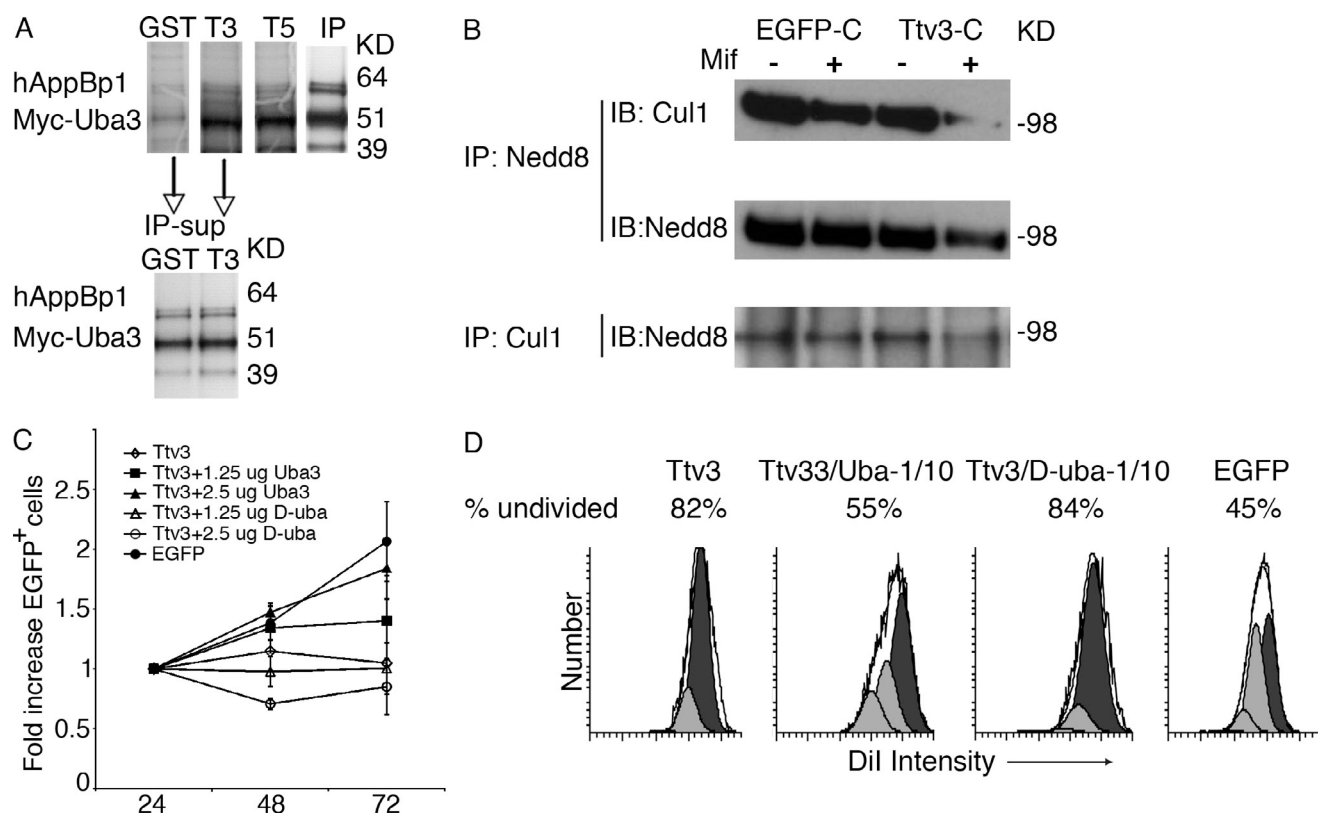 A
GST T3 T5 IP
KD
hAppBp1
64
Myc-Uba3
51
39
IP-sup
GST T3
KD
hAppBp1
64
Myc-Uba3
51
39
B
EGFP-C Ttv3-C KD
Mif - + - +
IP: Nedd8
IB: Cul1
-98
IB:Nedd8
-98
IP: Cul1
IB:Nedd8
-98
C
Ttv3
Ttv3+1.25 ug Uba3
Ttv3+2.5 ug Uba3
Ttv3+1.25 ug D-uba
Ttv3+2.5 ug D-uba
EGFP
Fold increase EGFP+ cells
2.5
2
1.5
1
0.5
0
24 48 72
D
Ttv3 Ttv33/Uba-1/10 Ttv3/D-uba-1/10 EGFP
% undivided 82% 55% 84% 45%
Number
DiI Intensity